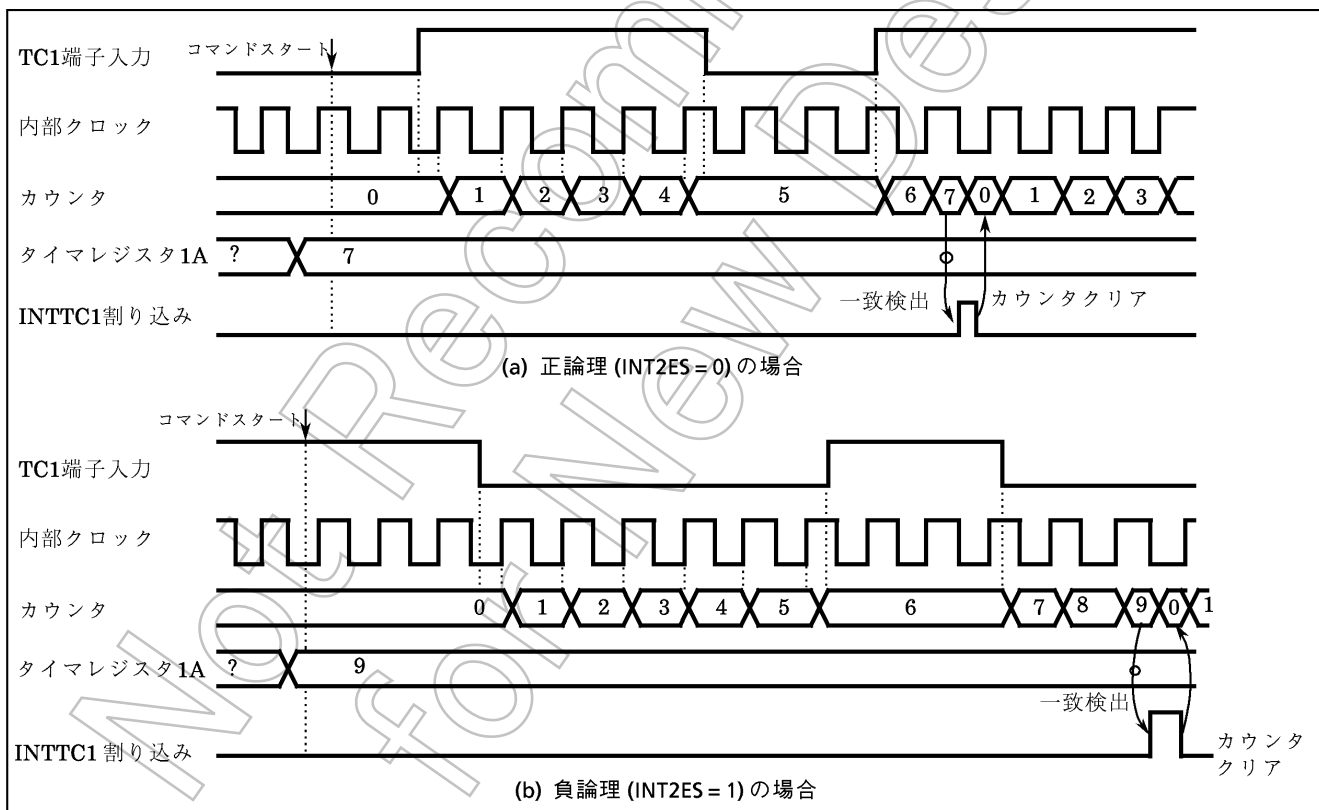 コマンドスタート
TC1端子入力
内部クロック
カウンタ
0 1 2 3 4 5 6 7 0 1 2 3
タイマレジスタ1A
? 7
INTTC1割り込み
一致検出
カウンタクリア
(a) 正論理 (INT2ES = 0) の場合
コマンドスタート
TC1端子入力
内部クロック
カウンタ
0 1 2 3 4 5 6 7 8 9 0 1
タイマレジスタ1A
? 9
一致検出
INTTC1割り込み
カウンタ
クリア
(b) 負論理 (INT2ES = 1) の場合
Not Recom
for New Des